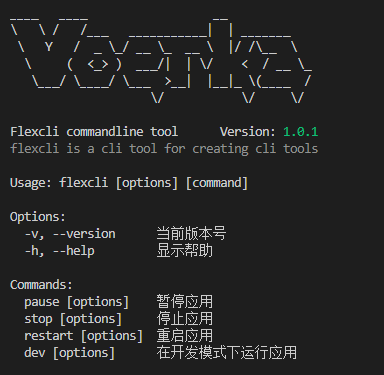 Flexcli commandline tool Version: 1.0.1
flexcli is a cli tool for creating cli tools
Usage: flexcli [options] [command]
Options:
-v, --version 当前版本号
-h, --help 显示帮助
Commands:
pause [options] 暂停应用
stop [options] 停止应用
restart [options] 重启应用
dev [options] 在开发模式下运行应用